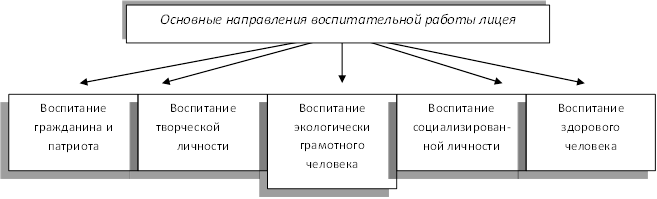 Основные направления воспитательной работы лицея
Воспитание
гражданина и
патриота
Воспитание
творческой
личности
Воспитание
экологически
грамотного
человека
Воспитание
социализирован-
ной личности
Воспитание
здорового
человека